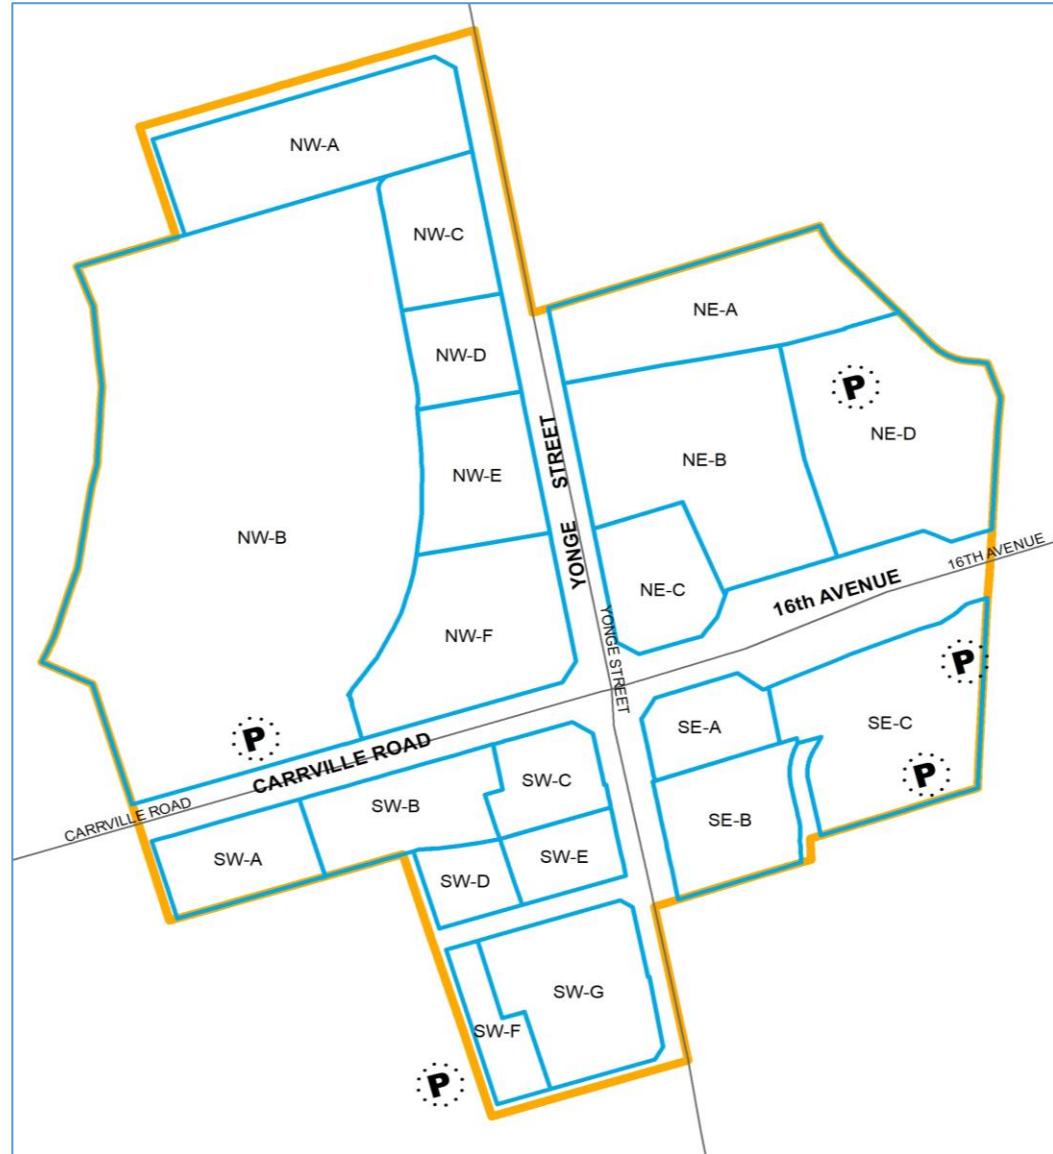 NW-A
NW-C
NE-A
NW-D
P
NE-D
STREET
NE-B
NW-E
NW-B
YONGE
16TH AVENUE
16th AVENUE
NE-C
YONGE STREET
NW-F
P
SE-C
SE-A
P
CARRVILLE ROAD
P
SW-C
SW-B
CARRVILLE ROAD
SE-B
SW-A
SW-E
SW-D
SW-G
SW-F
P